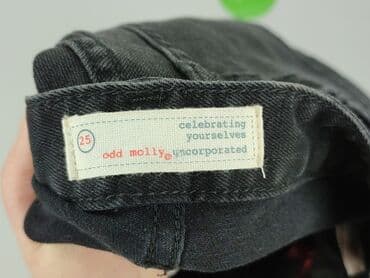 25
celebrating
yourselves
odd molly uncorporated